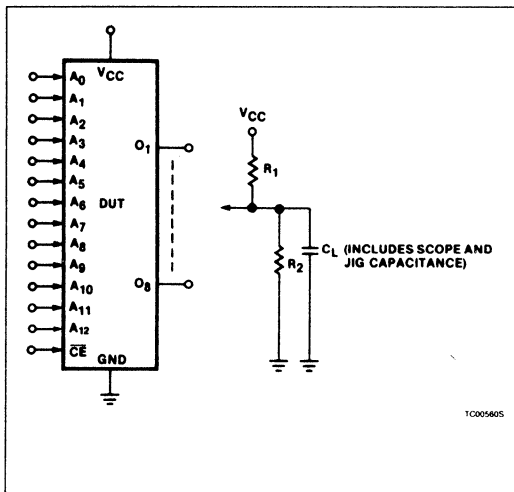 VCC
A0
A1
A2
A3
A4
A5
A6
A7
A8
A9
A10
A11
A12
CE
DUT
O1
O8
GND
VCC
R1
R2
CL (INCLUDES SCOPE AND
JIG CAPACITANCE)
TC00560S